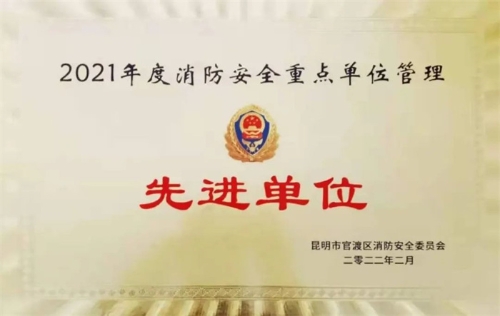 2021年度消防安全重点单位管理
先进单位
昆明市官渡区消防安全委员会
二零二二年二月